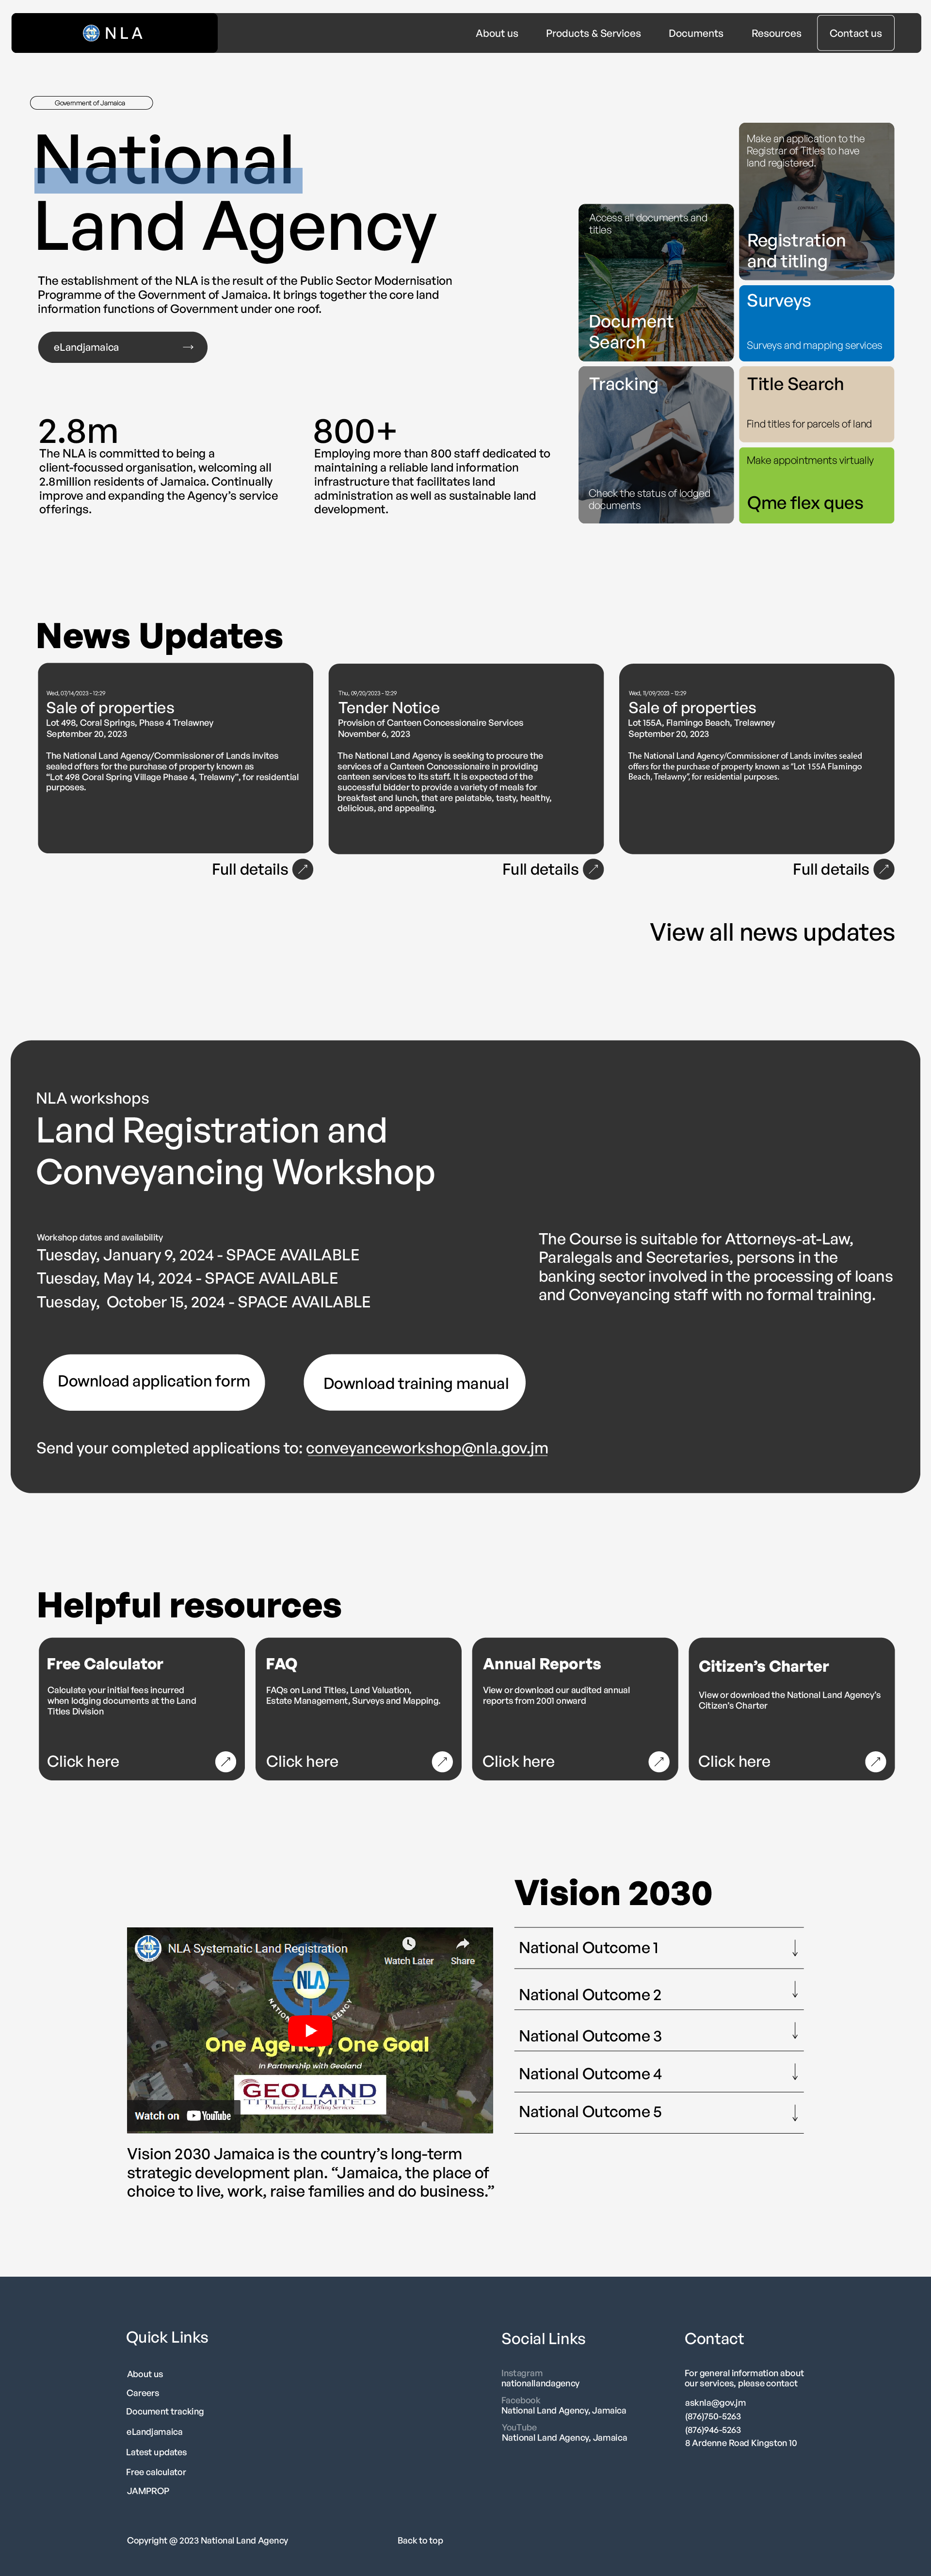 NLA
About us
Products & Services
Documents
Resources
Contact us
Government of Jamaica
National
Land Agency
The establishment of the NLA is the result of the Public Sector Modernisation
Programme of the Government of Jamaica. It brings together the core land
information functions of Government under one roof.
eLandjamaica
2.8m
The NLA is committed to being a
client-focussed organisation, welcoming all
2.8million residents of Jamaica. Continually
improve and expanding the Agency's service
offerings.
800+
Employing more than 800 staff dedicated to
maintaining a reliable land information
infrastructure that facilitates land
administration as well as sustainable land
development.
Access all documents and
titles
Document
Search
Make an application to the
Registrar of Titles to have
land registered.
CONTRACT
Registration
and titling
Surveys
Surveys and mapping services
Tracking
Check the status of lodged
documents
Title Search
Find titles for parcels of land
Make appointments virtually
Qme flex ques
News Updates
Wed, 07/14/2023 - 12:29
Sale of properties
Lot 498, Coral Springs, Phase 4 Trelawney
September 20, 2023
The National Land Agency/Commissioner of Lands invites
sealed offers for the purchase of property known as
“Lot 498 Coral Spring Village Phase 4, Trelawny”, for residential
purposes.
Full details
Thu, 09/20/2023 - 12:29
Tender Notice
Provision of Canteen Concessionaire Services
November 6, 2023
The National Land Agency is seeking to procure the
services of a Canteen Concessionaire in providing
canteen services to its staff. It is expected of the
successful bidder to provide a variety of meals for
breakfast and lunch, that are palatable, tasty, healthy,
delicious, and appealing.
Full details
Wed, 11/09/2023 - 12:29
Sale of properties
Lot 155A, Flamingo Beach, Trelawney
September 20, 2023
The National Land Agency/Commissioner of Lands invites sealed
offers for the purchase of property known as “Lot 155A Flamingo
Beach, Trelawny”, for residential purposes.
Full details
View all news updates
NLA workshops
Land Registration and
Conveyancing Workshop
Workshop dates and availability
Tuesday, January 9, 2024 - SPACE AVAILABLE
Tuesday, May 14, 2024 - SPACE AVAILABLE
Tuesday, October 15, 2024 - SPACE AVAILABLE
The Course is suitable for Attorneys-at-Law,
Paralegals and Secretaries, persons in the
banking sector involved in the processing of loans
and Conveyancing staff with no formal training.
Download application form
Download training manual
Send your completed applications to: conveyanceworkshop@nla.gov.jm
Helpful resources
Free Calculator
Calculate your initial fees incurred
when lodging documents at the Land
Titles Division
Click here
FAQ
FAQs on Land Titles, Land Valuation,
Estate Management, Surveys and Mapping.
Click here
Annual Reports
View or download our audited annual
reports from 2001 onward
Click here
Citizen’s Charter
View or download the National Land Agency’s
Citizen’s Charter
Click here
NLA Systematic Land Registration
Watch Later
Share
NLA
One Agency, One Goal
In Partnership with Geoland
GEOLAND
TITLE LIMITED
Providers of Land Titling Services
Watch on YouTube
Vision 2030 Jamaica is the country’s long-term
strategic development plan. “Jamaica, the place of
choice to live, work, raise families and do business.”
Vision 2030
National Outcome 1
National Outcome 2
National Outcome 3
National Outcome 4
National Outcome 5
Quick Links
About us
Careers
Document tracking
eLandjamaica
Latest updates
Free calculator
JAMPROP
Social Links
Instagram
nationallandagency
Facebook
National Land Agency, Jamaica
YouTube
National Land Agency, Jamaica
Contact
For general information about
our services, please contact
asknla@gov.jm
(876)750-5263
(876)946-5263
8 Ardenne Road Kingston 10
Copyright @ 2023 National Land Agency
Back to top